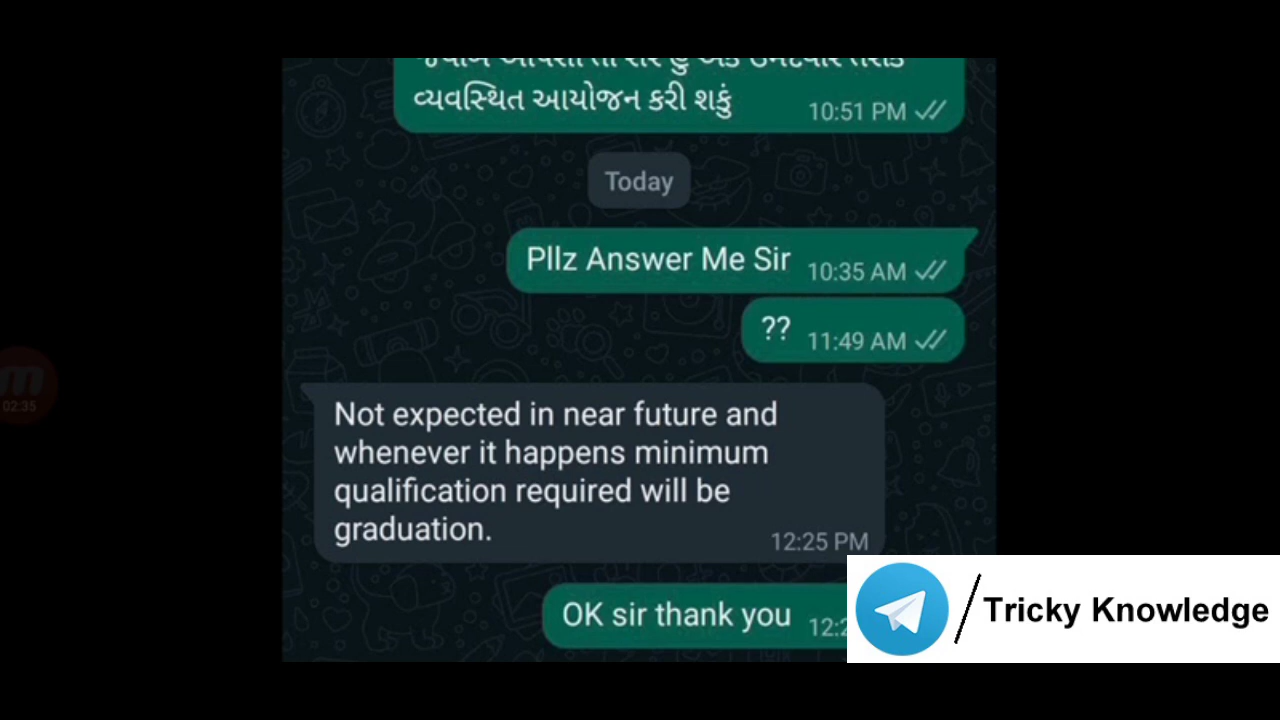 વ્યવસ્થિત આયોજન કરી શકું
10:51 PM
Today
Pllz Answer Me Sir
10:35 AM
??
11:49 AM
Not expected in near future and
whenever it happens minimum
qualification required will be
graduation.
12:25 PM
OK sir thank you
Tricky Knowledge
02:35